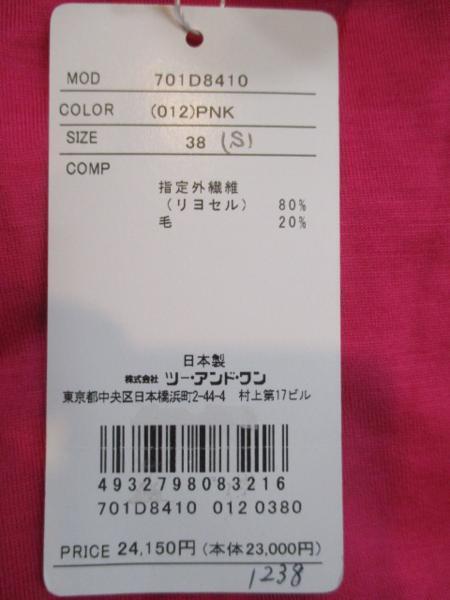 MOD 701D8410
COLOR (012)PNK
SIZE 38 (S)
COMP
指定外繊維
(リヨセル) 80%
毛 20%
日本製
株式会社 ツー・アンド・ワン
東京都中央区日本橋浜町2-44-4 村上第17ビル
4932798083216
701D8410 012 0380
PRICE 24,150円(本体23,000円)
1238